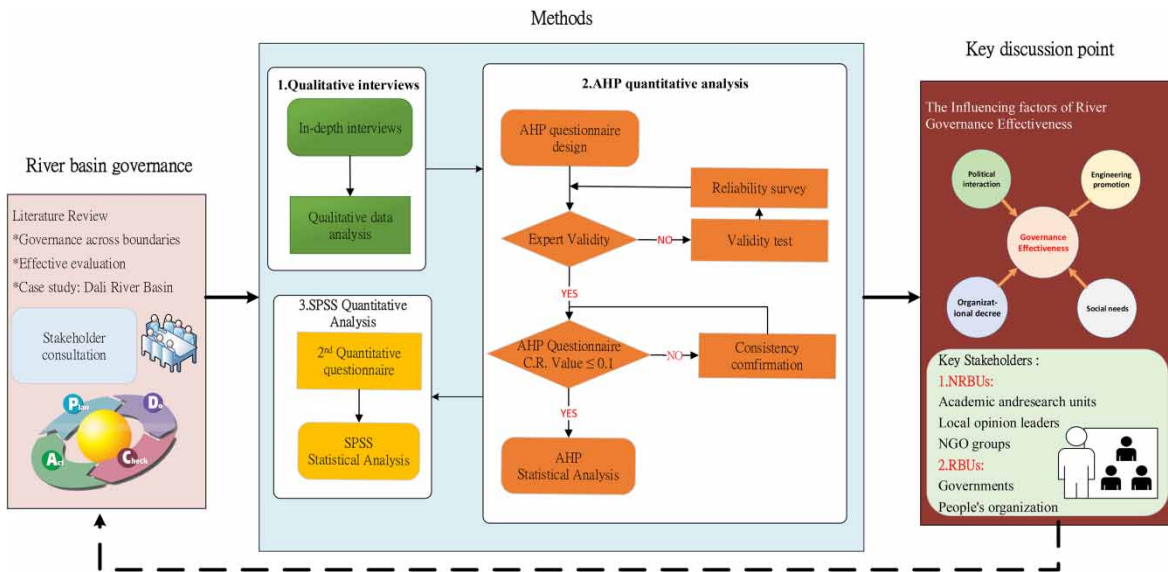 Methods
Key discussion point
River basin governance
Literature Review
*Governance across boundaries
*Effective evaluation
*Case study: Dali River Basin
Stakeholder
consultation
Plan
Do
Check
Act
1.Qualitative interviews
In-depth interviews
Qualitative data
analysis
2.AHP quantitative analysis
AHP questionnaire
design
Reliability survey
Expert Validity
NO
Validity test
YES
AHP Questionnaire
C.R. Value ≤ 0.1
NO
Consistency
comfirmation
YES
AHP
Statistical Analysis
3.SPSS Quantitative
Analysis
2nd Quantitative
questionnaire
SPSS
Statistical Analysis
The Influencing factors of River
Governance Effectiveness
Political
interaction
Engineering
promotion
Governance
Effectiveness
Organizat-
ional decree
Social needs
Key Stakeholders :
1.NRBUs:
Academic andresearch units
Local opinion leaders
NGO groups
2.RBUs:
Governments
People's organization